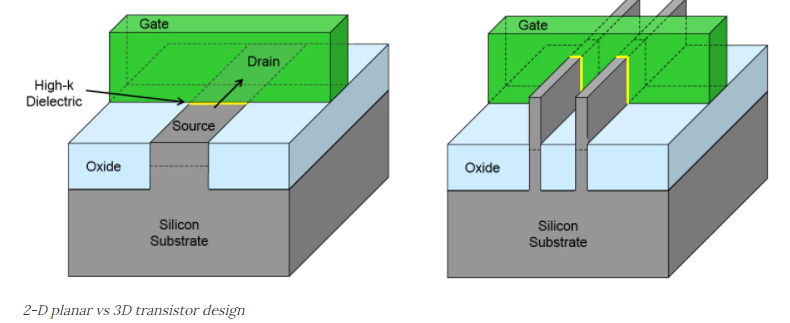 Gate
Drain
High-k
Dielectric
Source
Oxide
Silicon
Substrate
Gate
Oxide
Silicon
Substrate
2-D planar vs 3D transistor design